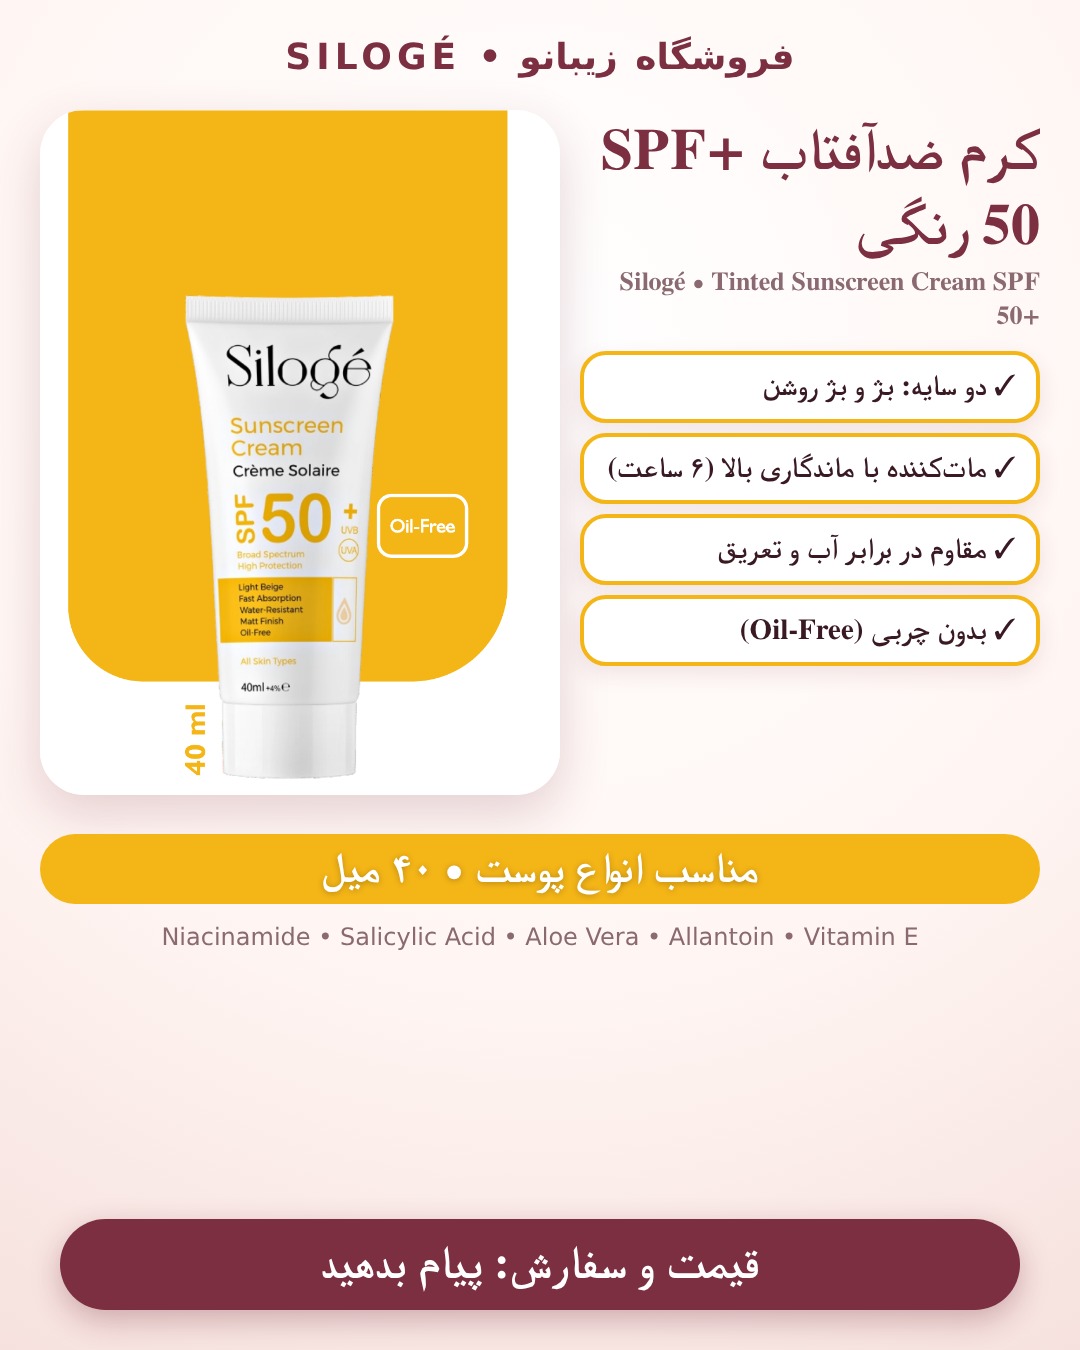 فروشگاه زیبانو • SILOGÉ
کرم ضدآفتاب SPF+
50 رنگی
Silogé • Tinted Sunscreen Cream SPF
50+
✓ دو سایه: بژ و بژ روشن
✓ مات‌کننده با ماندگاری بالا (۶ ساعت)
✓ مقاوم در برابر آب و تعریق
✓ بدون چربی (Oil-Free)
Silogé
Sunscreen
Cream
Crème Solaire
SPF 50 +
UVB
UVA
Broad Spectrum
High Protection
Light Beige
Fast Absorption
Water-Resistant
Matt Finish
Oil-Free
All Skin Types
40ml +4% ℮
Oil-Free
40 ml
مناسب انواع پوست • ۴۰ میل
Niacinamide • Salicylic Acid • Aloe Vera • Allantoin • Vitamin E
قیمت و سفارش: پیام بدهید